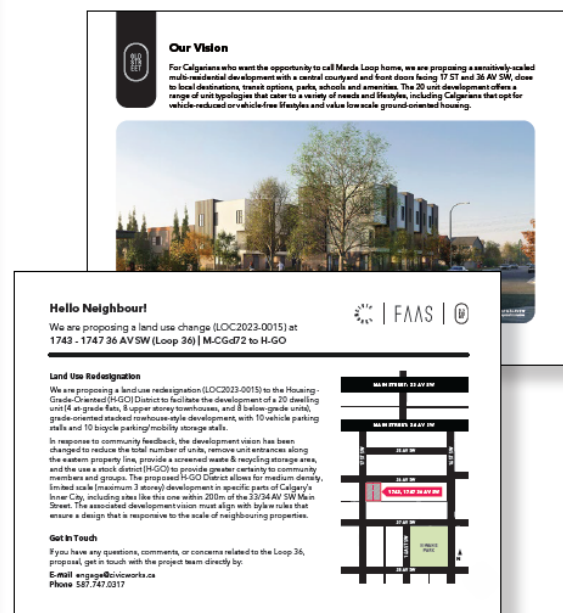 OLD
STR
EET
Our Vision
For Calgarians who want the opportunity to call Marda Loop home, we are proposing a sensitively-scaled
multi-residential development with a central courtyard and front doors facing 17 ST and 36 AV SW, close
to local destinations, transit options, parks, schools and amenities. The 20 unit development offers a
range of unit typologies that cater to a variety of needs and lifestyles, including Calgarians that opt for
vehicle-reduced or vehicle-free lifestyles and value low scale ground-oriented housing.
Hello Neighbour!
We are proposing a land use change (LOC2023-0015) at
1743 - 1747 36 AV SW (Loop 36) | M-CGd72 to H-GO
FAAS
Land Use Redesignation
We are proposing a land use redesignation (LOC2023-0015) to the Housing -
Grade-Oriented (H-GO) District to facilitate the development of a 20 dwelling
unit (4 at-grade flats, 8 upper storey townhouses, and 8 below-grade units),
grade-oriented stacked rowhouse-style development, with 10 vehicle parking
stalls and 10 bicycle parking/mobility storage stalls.
In response to community feedback, the development vision has been
changed to reduce the total number of units, remove unit entrances along
the eastern property line, provide a screened waste & recycling storage area,
and the use a stock district (H-GO) to provide greater certainty to community
members and groups. The proposed H-GO District allows for medium density,
limited scale (maximum 3 storey) development in specific parts of Calgary's
Inner City, including sites like this one within 200m of the 33/34 AV SW Main
Street. The associated development vision must align with bylaw rules that
ensure a design that is responsive to the scale of neighbouring properties.
Get In Touch
If you have any questions, comments, or concerns related to the Loop 36,
proposal, get in touch with the project team directly by:
E-mail engage@civicworks.ca
Phone 587.747.0317
MAIN STREET: 33 AV SW
MAIN STREET: 34 AV SW
35 AV SW
36 AV SW
1743, 1747 36 AV SW
37 AV SW
PARK
38 AV SW